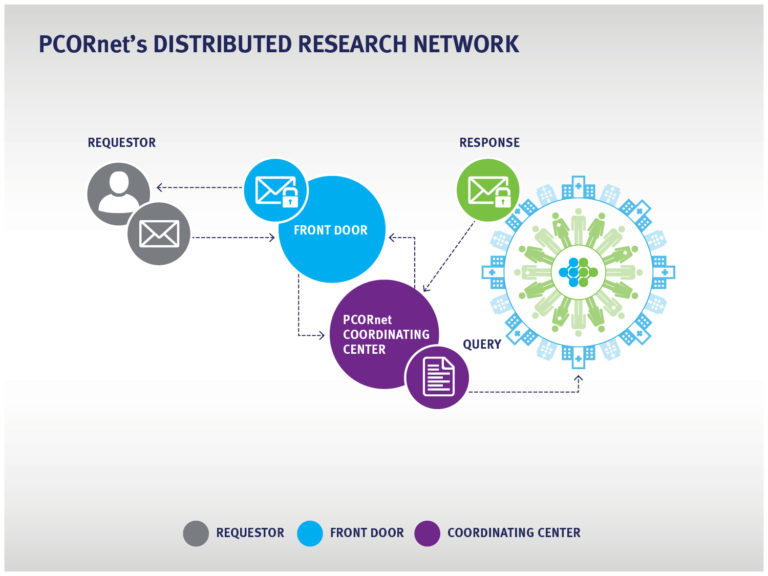 PCORnet's DISTRIBUTED RESEARCH NETWORK
REQUESTOR
RESPONSE
FRONT DOOR
PCORnet
COORDINATING
CENTER
QUERY
REQUESTOR
FRONT DOOR
COORDINATING CENTER